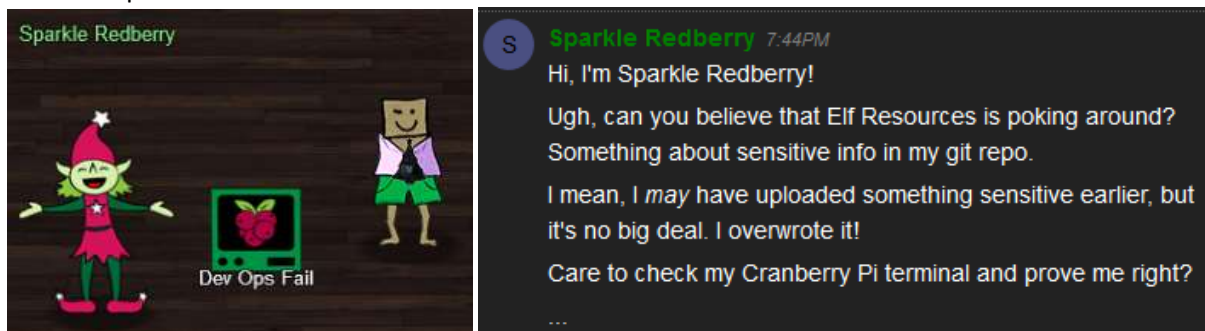 Sparkle Redberry
Dev Ops Fail
S
Sparkle Redberry 7:44PM
Hi, I'm Sparkle Redberry!
Ugh, can you believe that Elf Resources is poking around?
Something about sensitive info in my git repo.
I mean, I may have uploaded something sensitive earlier, but
it's no big deal. I overwrote it!
Care to check my Cranberry Pi terminal and prove me right?
...